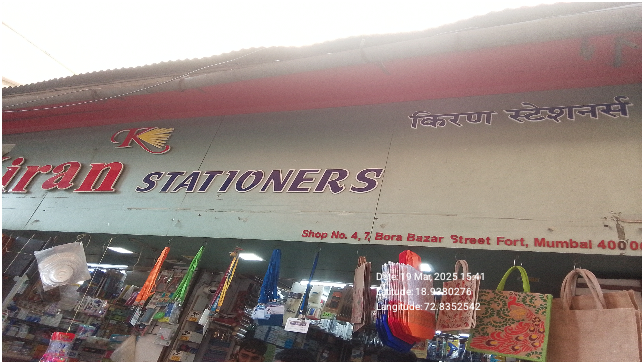 किरण स्टेशनर्स
K
iran STATIONERS
Shop No. 4, 7, Bora Bazar Street Fort, Mumbai 400 00
Date:19 Mar 2025 15:41
Latitude:18.9380276
Longitude:72.8352542